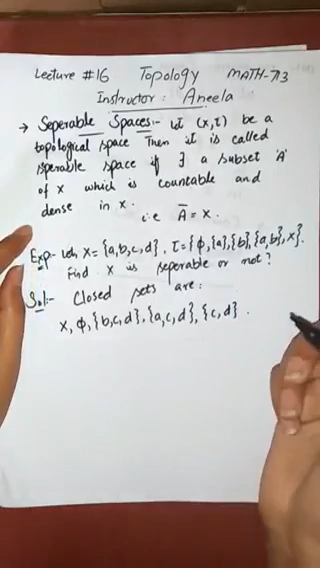 Lecture #16 Topology MATH-713
Instructor: Aneela
→ Seperable Spaces:- Let (X,τ) be a
topological space Then it is called
seperable space if ∃ a subset 'A'
of X which is countable and
dense in X.
i.e Ā = X.
Exp:- Let X = {a,b,c,d}, τ = {φ,{a},{b},{a,b},X}.
Find X is seperable or not?
Sol:- Closed sets are:
X, φ, {b,c,d}, {a,c,d}, {c,d}.